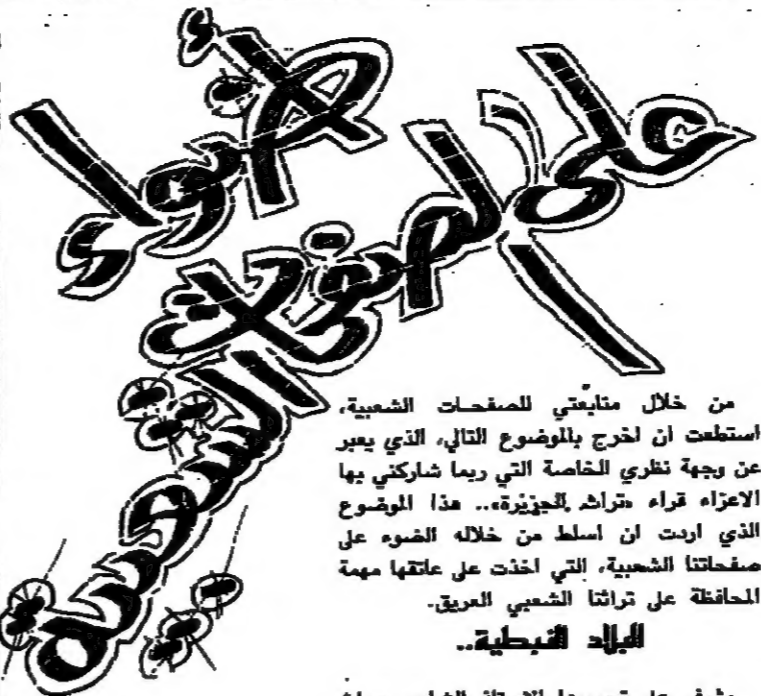 أضواء
على الصفحات
الشعبية
من خلال متابعتي للصفحات الشعبية،
استطعت ان اخرج بالموضوع التالي، الذي يعبر
عن وجهة نظري الخاصة التي ربما شاركني بها
الاعزاء قراء «تراث الجزيرة».. هذا الموضوع
الذي اردت ان اسلط من خلاله الضوء على
صفحاتنا الشعبية، التي اخذت على عاتقها مهمة
المحافظة على تراثنا الشعبي العريق.
البلاد النبطية..